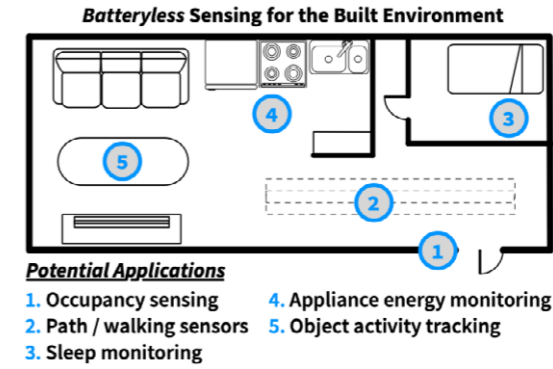 Batteryless Sensing for the Built Environment
4
3
5
2
1
Potential Applications
1. Occupancy sensing
2. Path / walking sensors
3. Sleep monitoring
4. Appliance energy monitoring
5. Object activity tracking